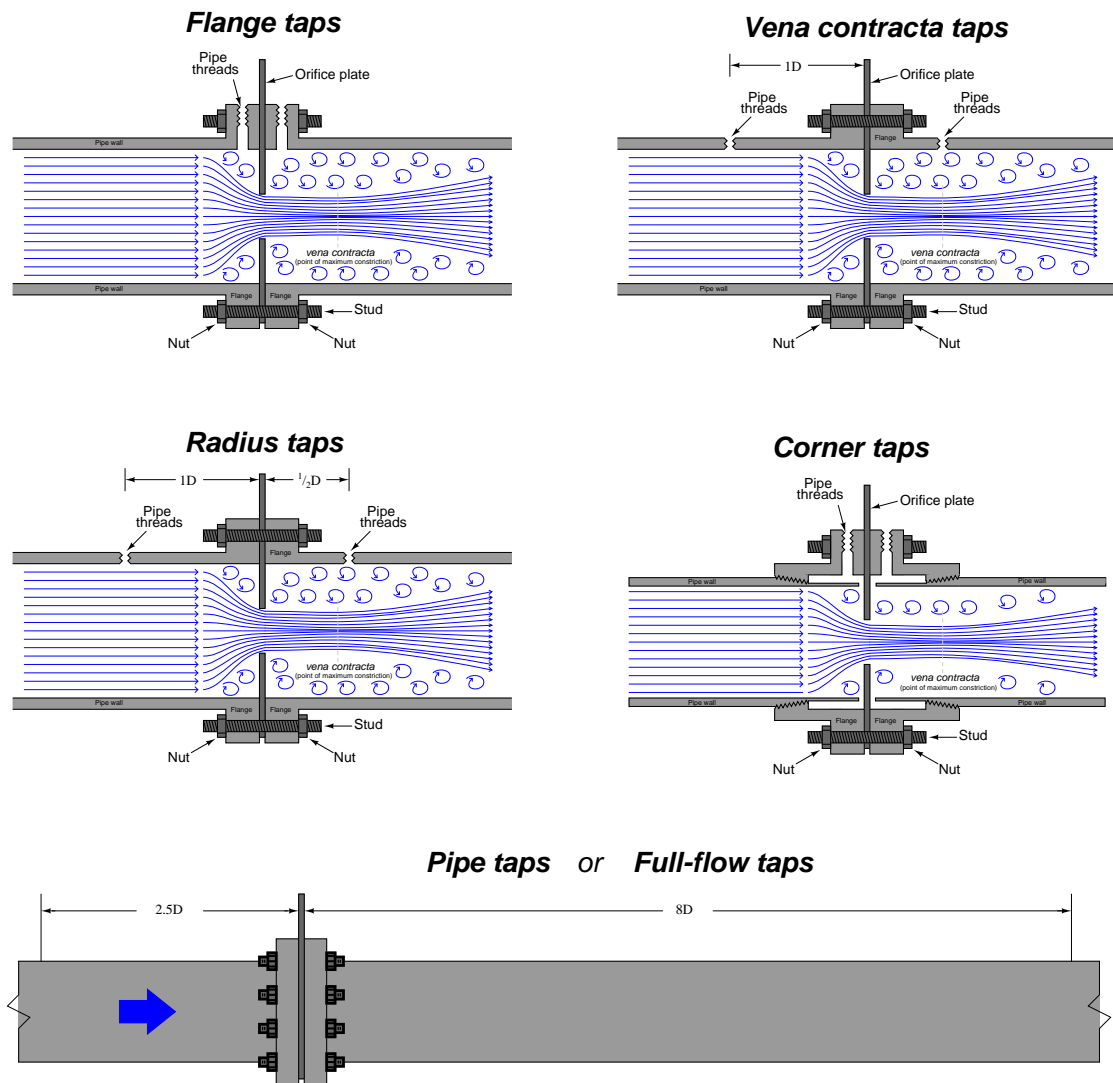 Flange taps
Pipe
threads
Orifice plate
Pipe wall
vena contracta
(point of maximum constriction)
Pipe wall
Flange
Flange
Stud
Nut
Nut
Vena contracta taps
1D
Orifice plate
Pipe
threads
Pipe
threads
Flange
Pipe wall
vena contracta
(point of maximum constriction)
Pipe wall
Flange
Flange
Stud
Nut
Nut
Radius taps
1D
1/2D
Pipe
threads
Pipe
threads
Flange
Pipe wall
vena contracta
(point of maximum constriction)
Pipe wall
Flange
Flange
Stud
Nut
Nut
Corner taps
Pipe
threads
Orifice plate
Pipe wall
Pipe wall
vena contracta
(point of maximum constriction)
Pipe wall
Pipe wall
Flange
Flange
Stud
Nut
Nut
Pipe taps or Full-flow taps
2.5D
8D